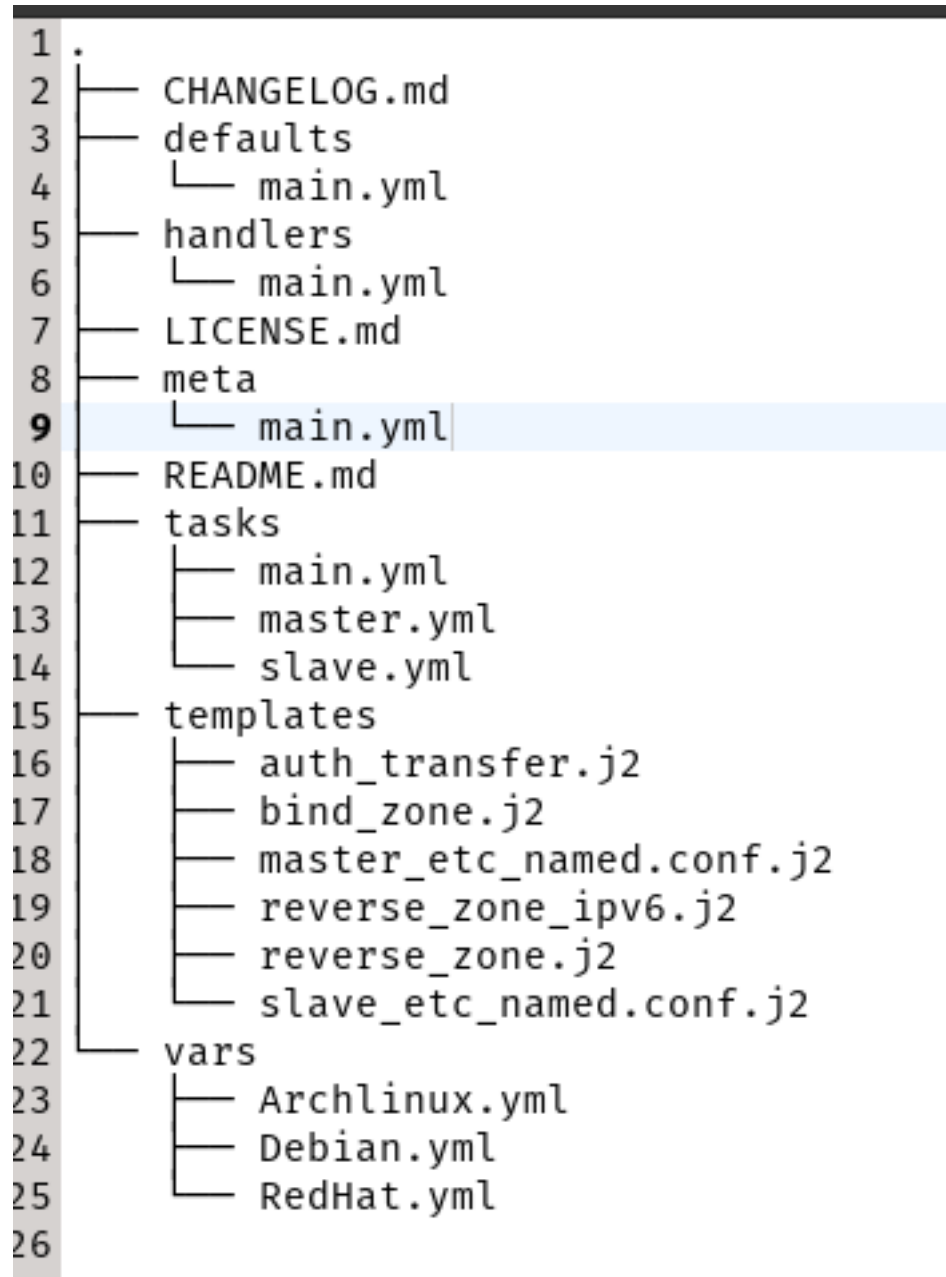 1 .
2 ├── CHANGELOG.md
3 ├── defaults
4 │   └── main.yml
5 ├── handlers
6 │   └── main.yml
7 ├── LICENSE.md
8 ├── meta
9 │   └── main.yml
10 ├── README.md
11 ├── tasks
12 │   ├── main.yml
13 │   ├── master.yml
14 │   └── slave.yml
15 ├── templates
16 │   ├── auth_transfer.j2
17 │   ├── bind_zone.j2
18 │   ├── master_etc_named.conf.j2
19 │   ├── reverse_zone_ipv6.j2
20 │   ├── reverse_zone.j2
21 │   └── slave_etc_named.conf.j2
22 └── vars
23     ├── Archlinux.yml
24     ├── Debian.yml
25     └── RedHat.yml
26